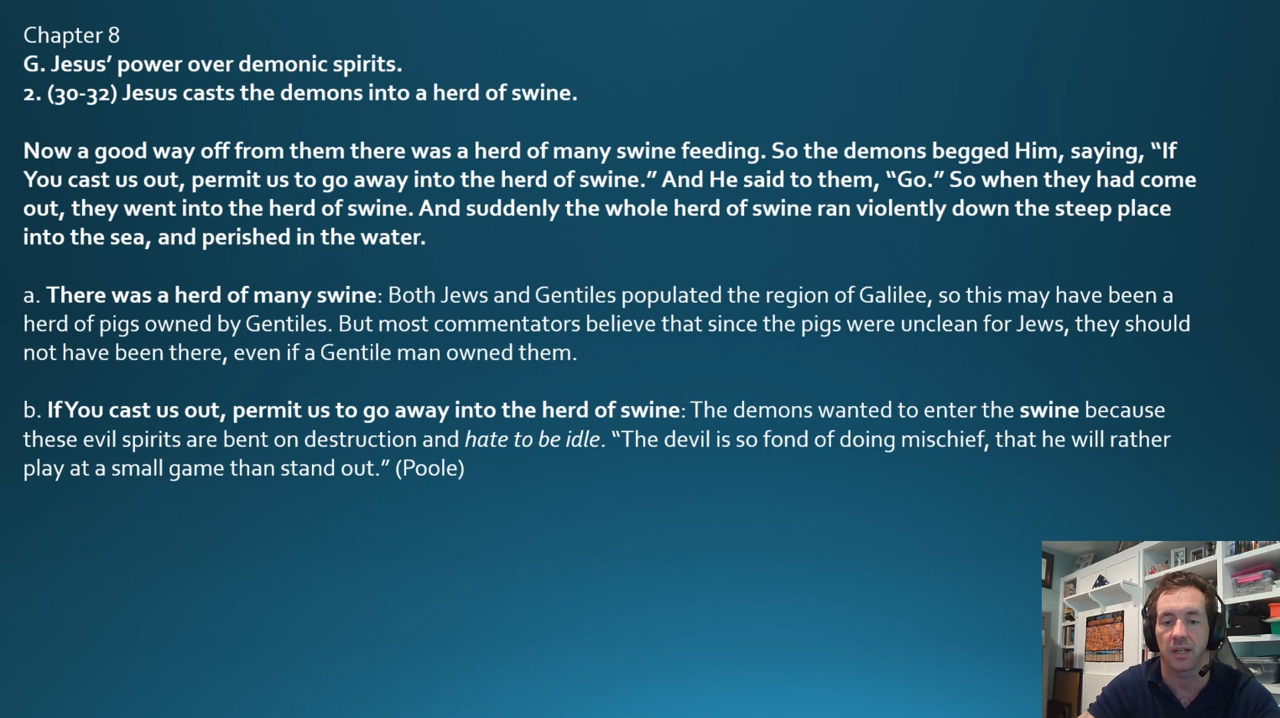 Chapter 8
G. Jesus’ power over demonic spirits.
2. (30-32) Jesus casts the demons into a herd of swine.
Now a good way off from them there was a herd of many swine feeding. So the demons begged Him, saying, “If
You cast us out, permit us to go away into the herd of swine.” And He said to them, “Go.” So when they had come
out, they went into the herd of swine. And suddenly the whole herd of swine ran violently down the steep place
into the sea, and perished in the water.
a. There was a herd of many swine: Both Jews and Gentiles populated the region of Galilee, so this may have been a
herd of pigs owned by Gentiles. But most commentators believe that since the pigs were unclean for Jews, they should
not have been there, even if a Gentile man owned them.
b. If You cast us out, permit us to go away into the herd of swine: The demons wanted to enter the swine because
these evil spirits are bent on destruction and hate to be idle. “The devil is so fond of doing mischief, that he will rather
play at a small game than stand out.” (Poole)